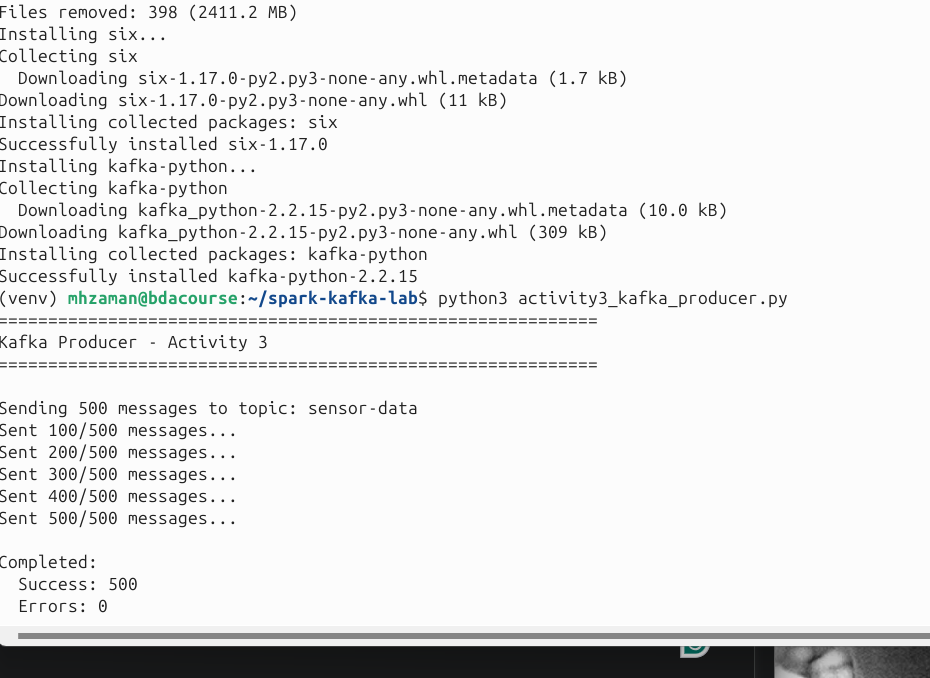 Files removed: 398 (2411.2 MB)
Installing six...
Collecting six
  Downloading six-1.17.0-py2.py3-none-any.whl.metadata (1.7 kB)
Downloading six-1.17.0-py2.py3-none-any.whl (11 kB)
Installing collected packages: six
Successfully installed six-1.17.0
Installing kafka-python...
Collecting kafka-python
  Downloading kafka_python-2.2.15-py2.py3-none-any.whl.metadata (10.0 kB)
Downloading kafka_python-2.2.15-py2.py3-none-any.whl (309 kB)
Installing collected packages: kafka-python
Successfully installed kafka-python-2.2.15
(venv) mhzaman@bdacourse:~/spark-kafka-lab$ python3 activity3_kafka_producer.py
============================================================
Kafka Producer - Activity 3
============================================================

Sending 500 messages to topic: sensor-data
Sent 100/500 messages...
Sent 200/500 messages...
Sent 300/500 messages...
Sent 400/500 messages...
Sent 500/500 messages...

Completed:
  Success: 500
  Errors: 0